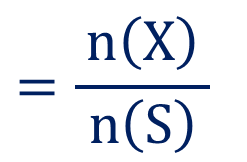 = n(X)
n(S)